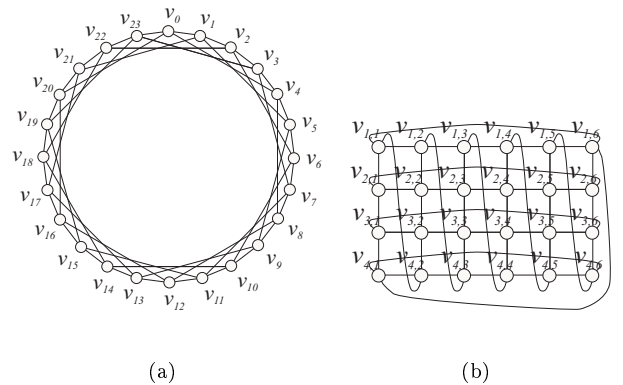 v0
v23 v1
v22 v2
v21 v3
v20 v4
v19 v5
v18 v6
v17 v7
v16 v8
v15 v9
v14 v10
v13 v11
v12
v1,1 v1,2 v1,3 v1,4 v1,5 v1,6
v2,1 v2,2 v2,3 v2,4 v2,5 v2,6
v3,1 v3,2 v3,3 v3,4 v3,5 v3,6
v4,1 v4,2 v4,3 v4,4 v4,5 v4,6
(a) (b)